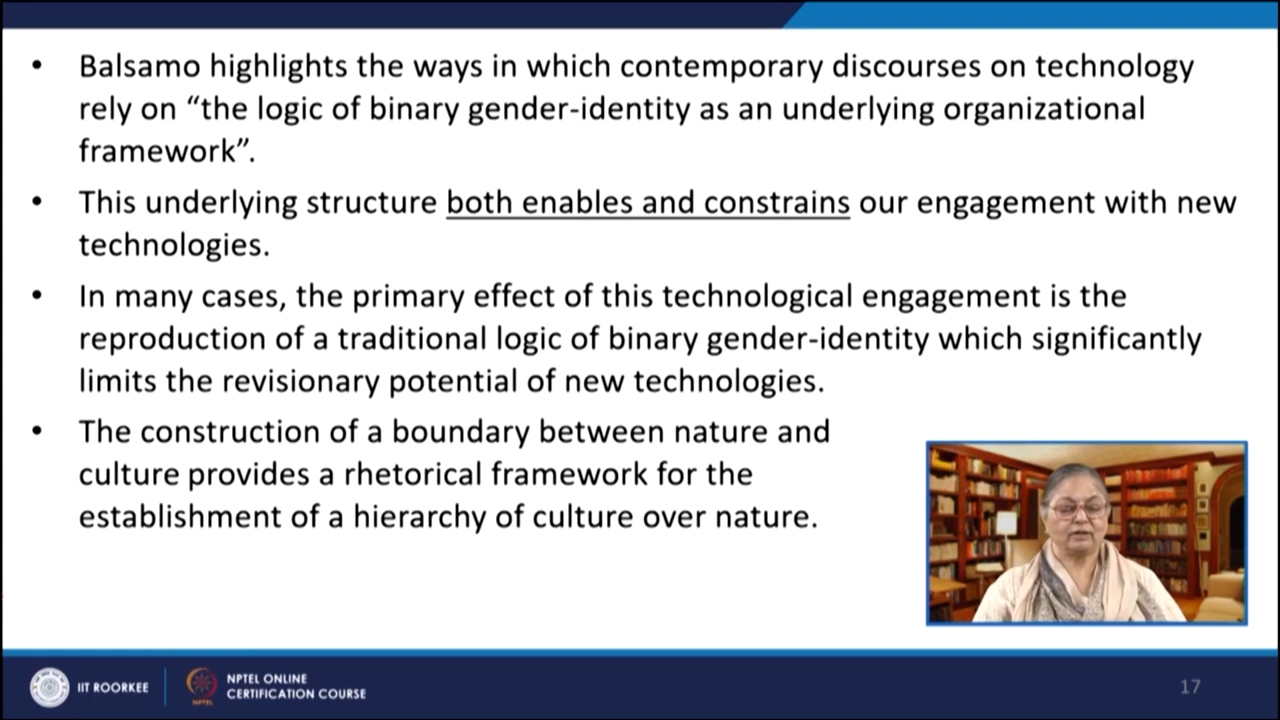 • Balsamo highlights the ways in which contemporary discourses on technology
rely on “the logic of binary gender-identity as an underlying organizational
framework”.
• This underlying structure both enables and constrains our engagement with new
technologies.
• In many cases, the primary effect of this technological engagement is the
reproduction of a traditional logic of binary gender-identity which significantly
limits the revisionary potential of new technologies.
• The construction of a boundary between nature and
culture provides a rhetorical framework for the
establishment of a hierarchy of culture over nature.
IIT ROORKEE
NPTEL
NPTEL ONLINE
CERTIFICATION COURSE
17